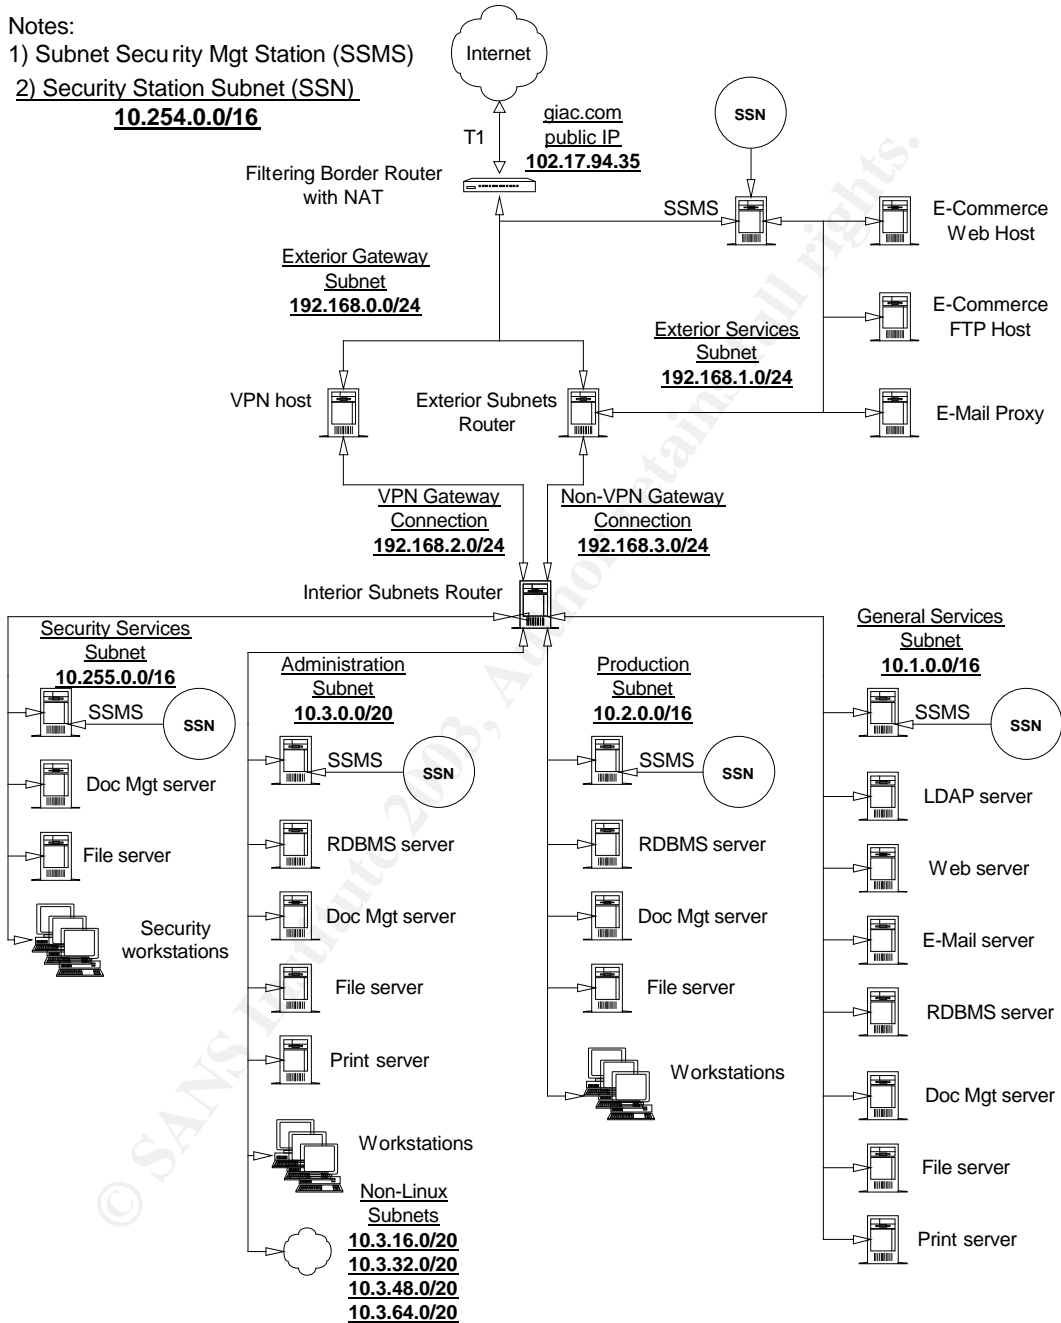 Notes:
1) Subnet Security Mgt Station (SSMS)
2) Security Station Subnet (SSN)
10.254.0.0/16
Internet
T1
giac.com
public IP
102.17.94.35
SSN
Filtering Border Router
with NAT
SSMS
E-Commerce
Web Host
Exterior Gateway
Subnet
192.168.0.0/24
E-Commerce
FTP Host
Exterior Services
Subnet
192.168.1.0/24
VPN host
Exterior Subnets
Router
E-Mail Proxy
VPN Gateway
Connection
192.168.2.0/24
Non-VPN Gateway
Connection
192.168.3.0/24
Interior Subnets Router
Security Services
Subnet
10.255.0.0/16
SSMS
SSN
Doc Mgt server
File server
Security
workstations
Administration
Subnet
10.3.0.0/20
SSMS
SSN
RDBMS server
Doc Mgt server
File server
Print server
Workstations
Non-Linux
Subnets
10.3.16.0/20
10.3.32.0/20
10.3.48.0/20
10.3.64.0/20
Production
Subnet
10.2.0.0/16
SSMS
SSN
RDBMS server
Doc Mgt server
File server
Workstations
General Services
Subnet
10.1.0.0/16
SSMS
SSN
LDAP server
Web server
E-Mail server
RDBMS server
Doc Mgt server
File server
Print server
© SANS Institute 2003, Author retains full rights.